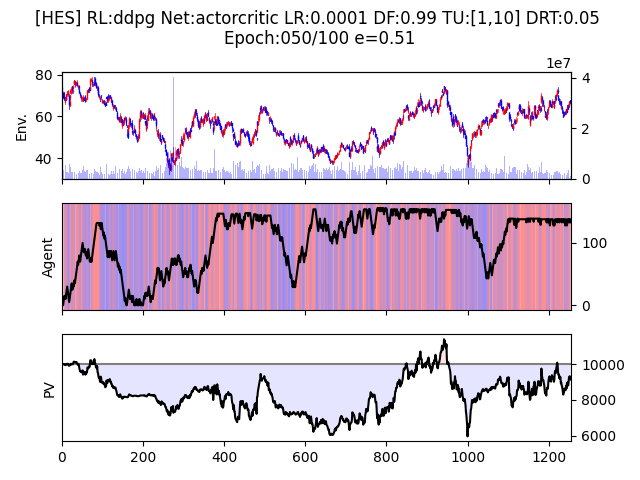 [HES] RL:ddpg Net:actorcritic LR:0.0001 DF:0.99 TU:[1,10] DRT:0.05
Epoch:050/100 e=0.51
1e7
80
60
40
Env.
4
2
0
Agent
100
0
PV
10000
8000
6000
0 200 400 600 800 1000 1200